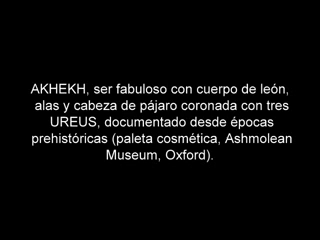 AKHEKH, ser fabuloso con cuerpo de león,
alas y cabeza de pájaro coronada con tres
UREUS, documentado desde épocas
prehistóricas (paleta cosmética, Ashmolean
Museum, Oxford).